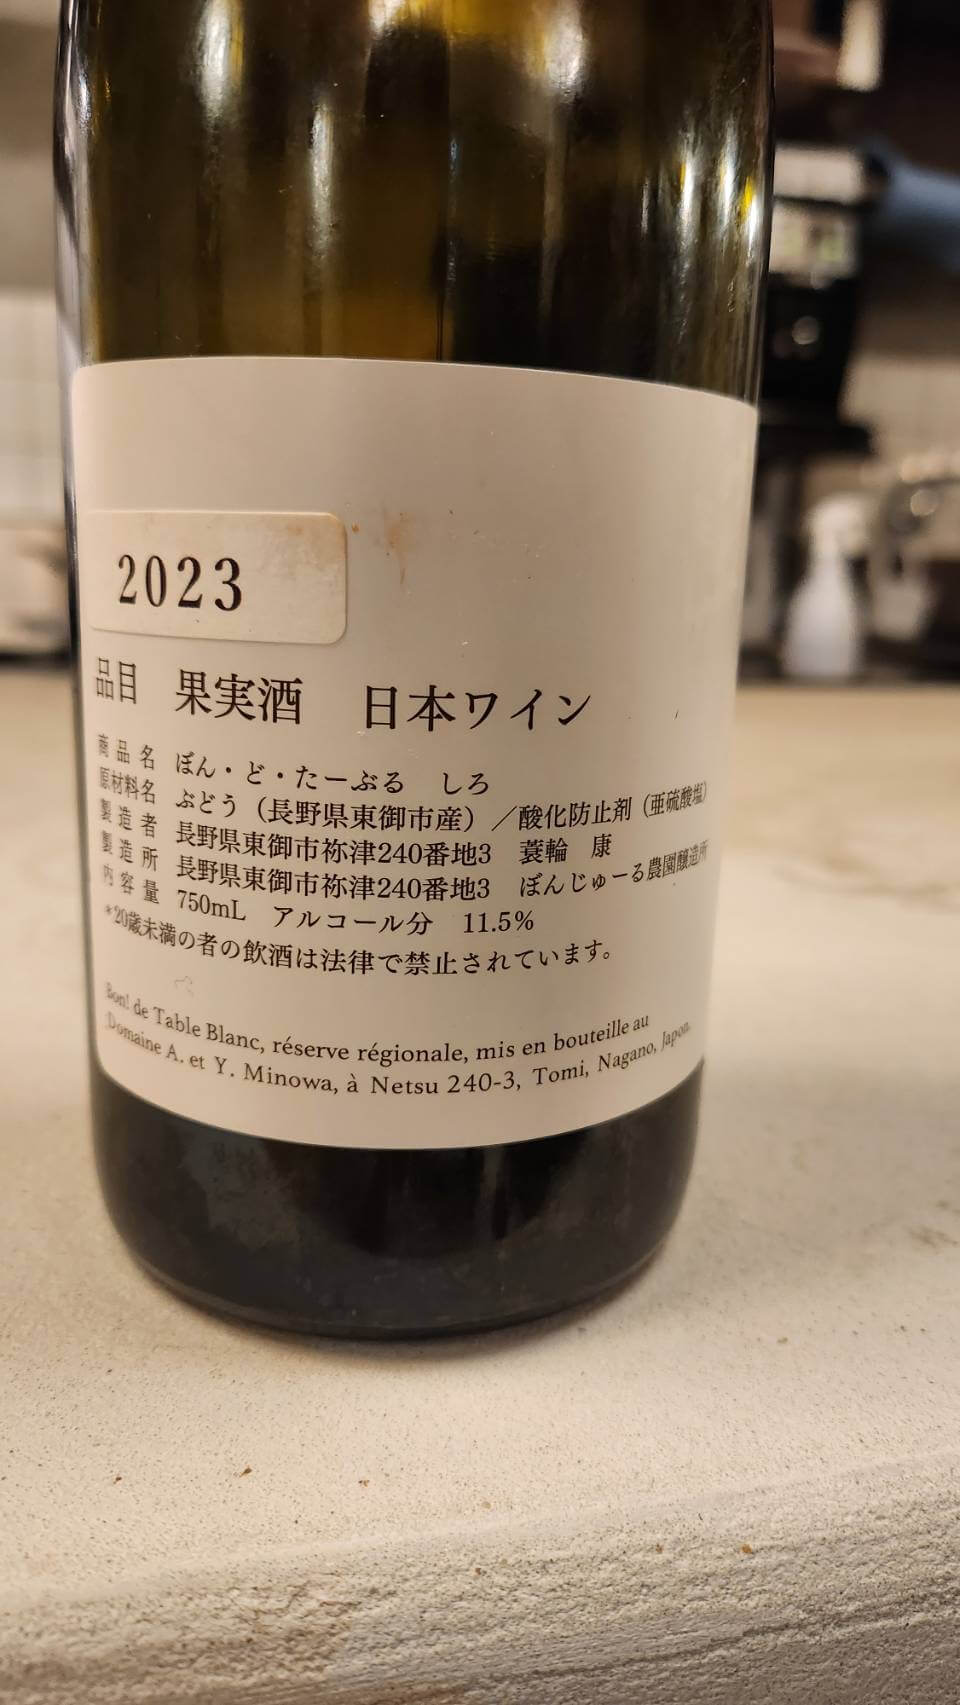 2023
品目 果実酒 日本ワイン
商品名 ぼん・ど・たーぶる しろ
原材料名 ぶどう（長野県東御市産）／酸化防止剤（亜硫酸塩）
製造者 長野県東御市祢津240番地3 蓑輪 康
製造所 長野県東御市祢津240番地3 ぼんじゅーる農園醸造所
内容量 750mL アルコール分 11.5%
*20歳未満の者の飲酒は法律で禁止されています。
Bon! de Table Blanc, réserve régionale, mis en bouteille au
Domaine A. et Y. Minowa, à Netsu 240-3, Tomi, Nagano, Japon.